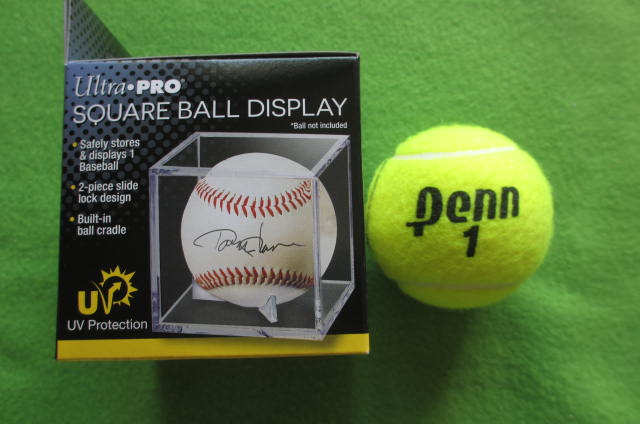 Ultra•PRO®
SQUARE BALL DISPLAY
*Ball not included
• Safely stores
& displays 1
Baseball
• 2-piece slide
lock design
• Built-in
ball cradle
UV
UV Protection
Penn
1